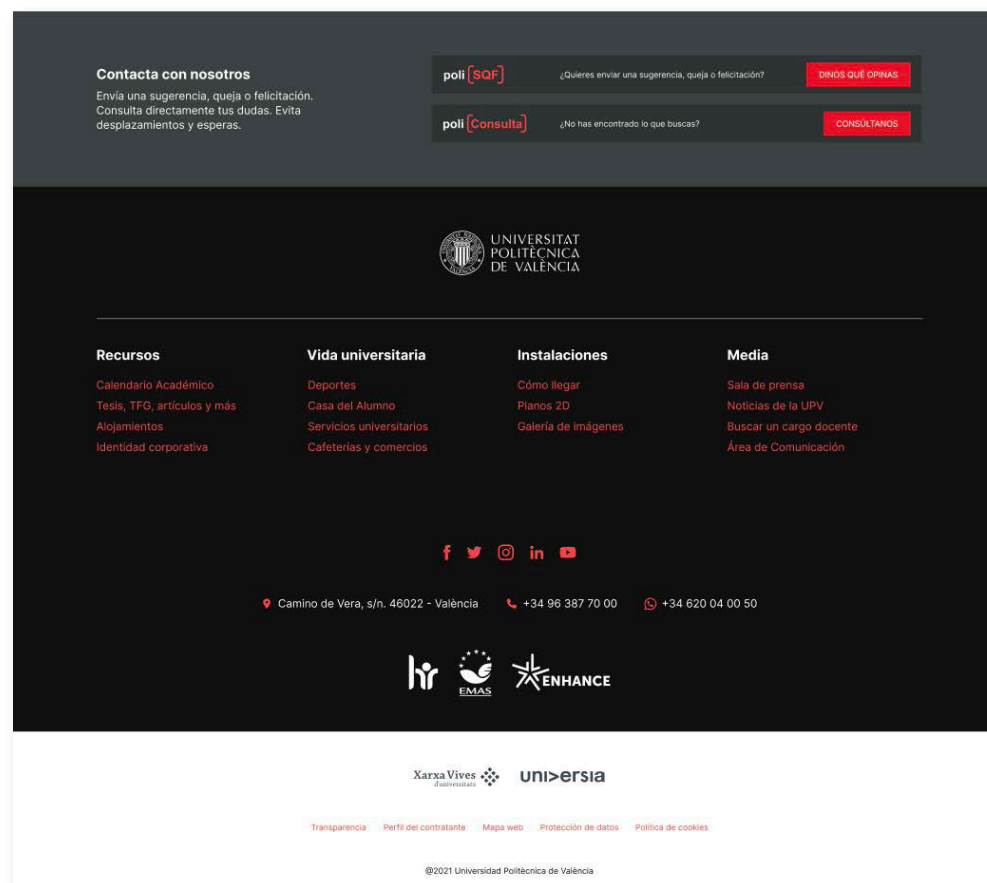 Contacta con nosotros
Envía una sugerencia, queja o felicitación.
Consulta directamente tus dudas. Evita
desplazamientos y esperas.
poli[SQF]
¿Quieres enviar una sugerencia, queja o felicitación?
DINOS QUÉ OPINAS
poli[Consulta]
¿No has encontrado lo que buscas?
CONSÚLTANOS
UNIVERSITAT
POLITÈCNICA
DE VALÈNCIA
Recursos
Calendario Académico
Tesis, TFG, artículos y más
Alojamientos
Identidad corporativa
Vida universitaria
Deportes
Casa del Alumno
Servicios universitarios
Cafeterías y comercios
Instalaciones
Cómo llegar
Planos 2D
Galería de imágenes
Media
Sala de prensa
Noticias de la UPV
Buscar un cargo docente
Área de Comunicación
Camino de Vera, s/n. 46022 - València
+34 96 387 70 00
+34 620 04 00 50
hr
EMAS
ENHANCE
Xarxa Vives
d'universitats
uni>ersia
Transparencia
Perfil del contratante
Mapa web
Protección de datos
Política de cookies
@2021 Universidad Politècnica de València